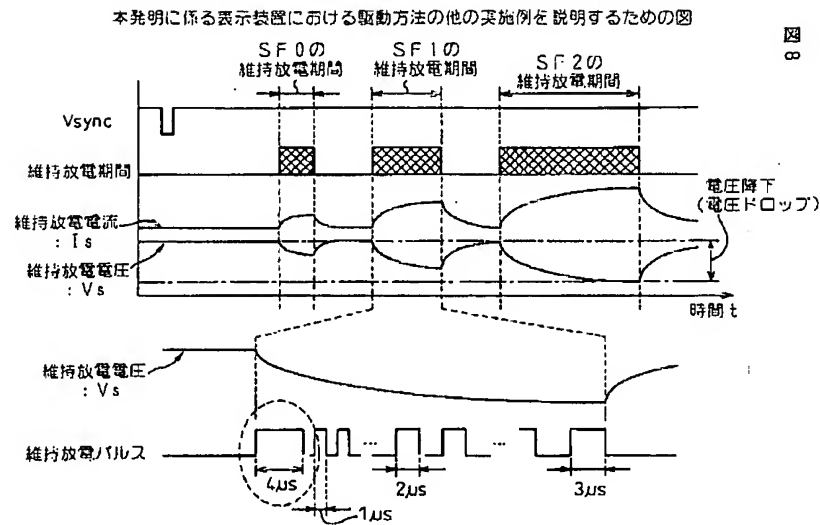 本発明に係る表示装置における駆動方法の他の実施例を説明するための図
図8
SF0の
維持放電期間
SF1の
維持放電期間
SF2の
維持放電期間
Vsync
維持放電期間
電圧降下
(電圧ドロップ)
維持放電電流
: Is
維持放電電圧
: Vs
時間 t
維持放電電圧
: Vs
維持放電パルス
...
...
4μs
2μs
3μs
1μs